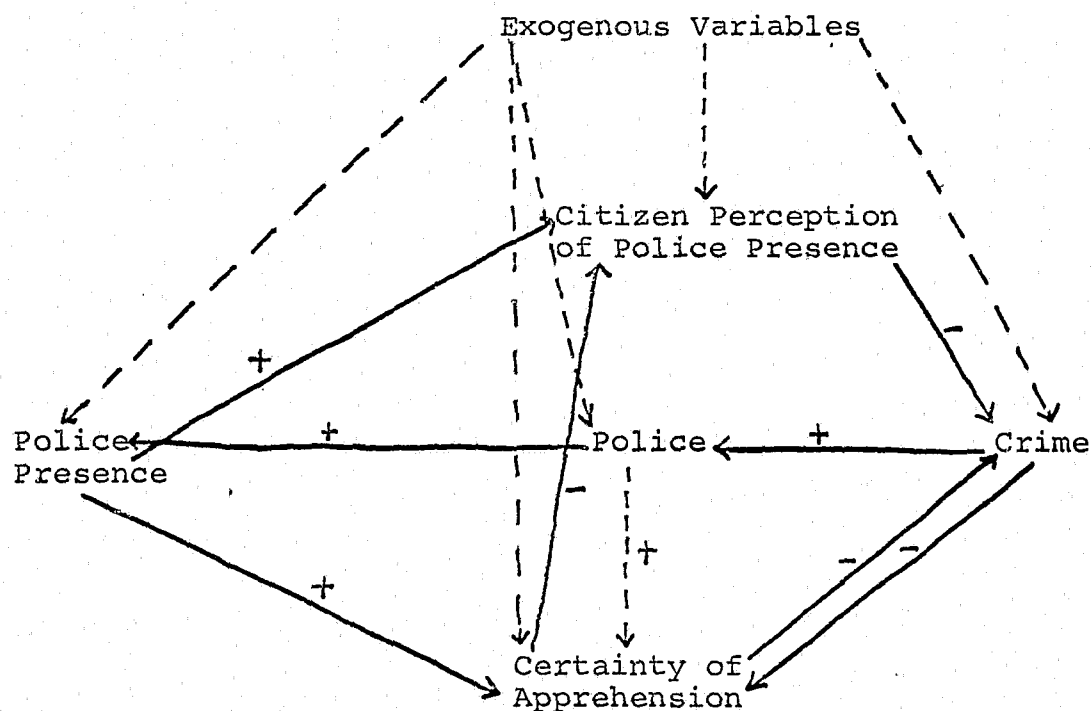 Exogenous Variables
Citizen Perception
of Police Presence
-
+
Police
Presence
+
Police
+
Crime
-
+
+
-
-
Certainty of
Apprehension